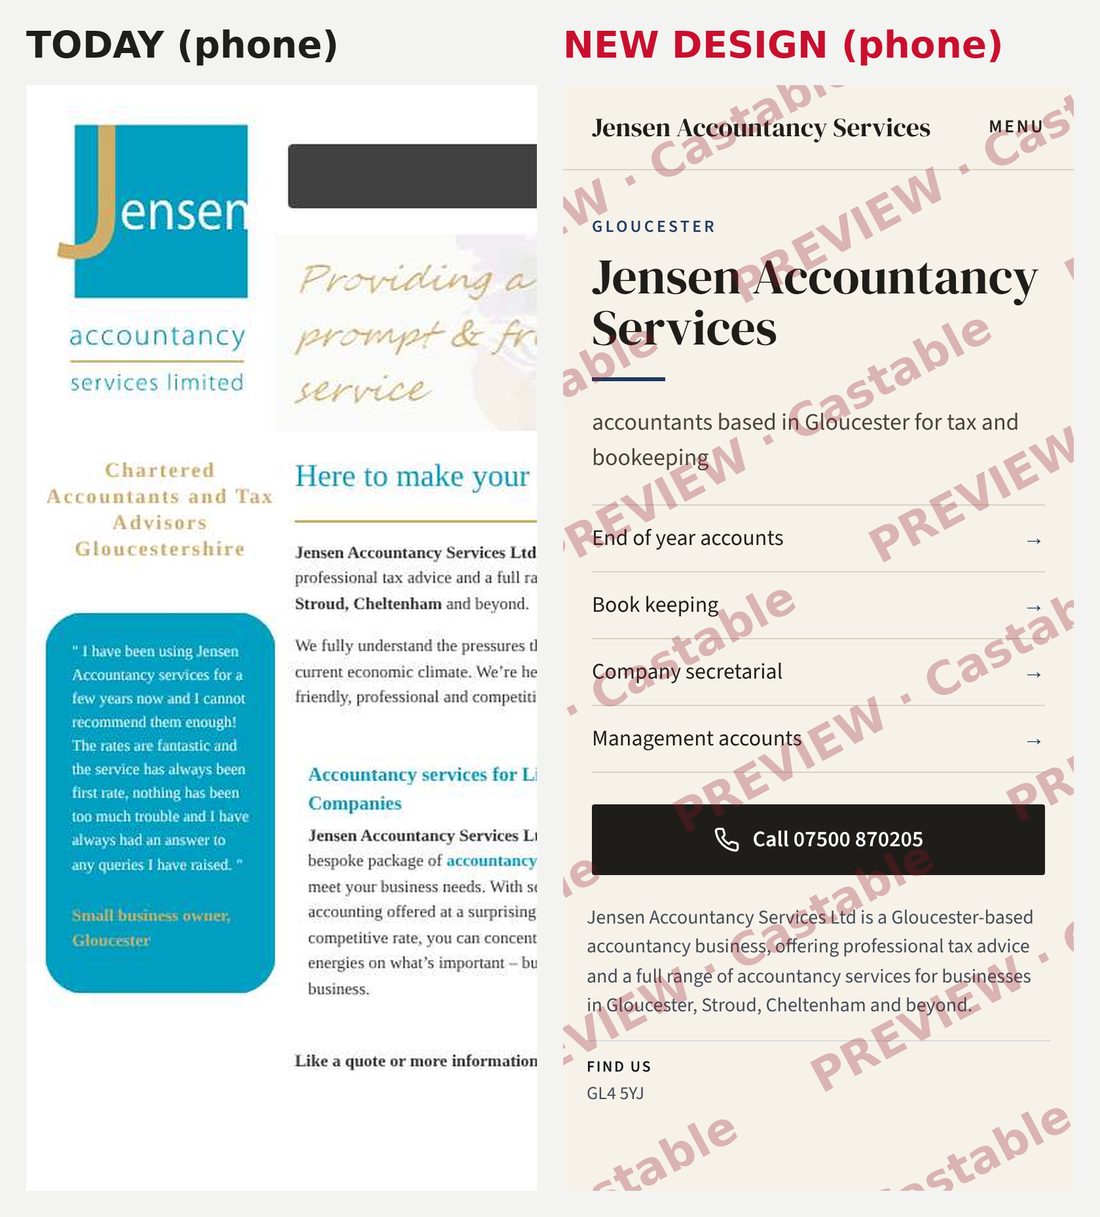 TODAY (phone)
Jensen
accountancy
services limited
Providing a
prompt & fr
service
Chartered
Accountants and Tax
Advisors
Gloucestershire
Here to make your
Jensen Accountancy Services Ltd
professional tax advice and a full ra
Stroud, Cheltenham and beyond.
We fully understand the pressures t
current economic climate. We're he
friendly, professional and competiti
" I have been using Jensen
Accountancy services for a
few years now and I cannot
recommend them enough!
The rates are fantastic and
the service has always been
first rate, nothing has been
too much trouble and I have
always had an answer to
any queries I have raised. "
Small business owner,
Gloucester
Accountancy services for Li
Companies
Jensen Accountancy Services Lt
bespoke package of accountancy
meet your business needs. With se
accounting offered at a surprising
competitive rate, you can concent
energies on what's important – bu
business.
Like a quote or more information
NEW DESIGN (phone)
Jensen Accountancy Services
MENU
GLOUCESTER
Jensen Accountancy
Services
accountants based in Gloucester for tax and
bookeeping
End of year accounts →
Book keeping →
Company secretarial →
Management accounts →
Call 07500 870205
Jensen Accountancy Services Ltd is a Gloucester-based
accountancy business, offering professional tax advice
and a full range of accountancy services for businesses
in Gloucester, Stroud, Cheltenham and beyond.
FIND US
GL4 5YJ
PREVIEW · Castable